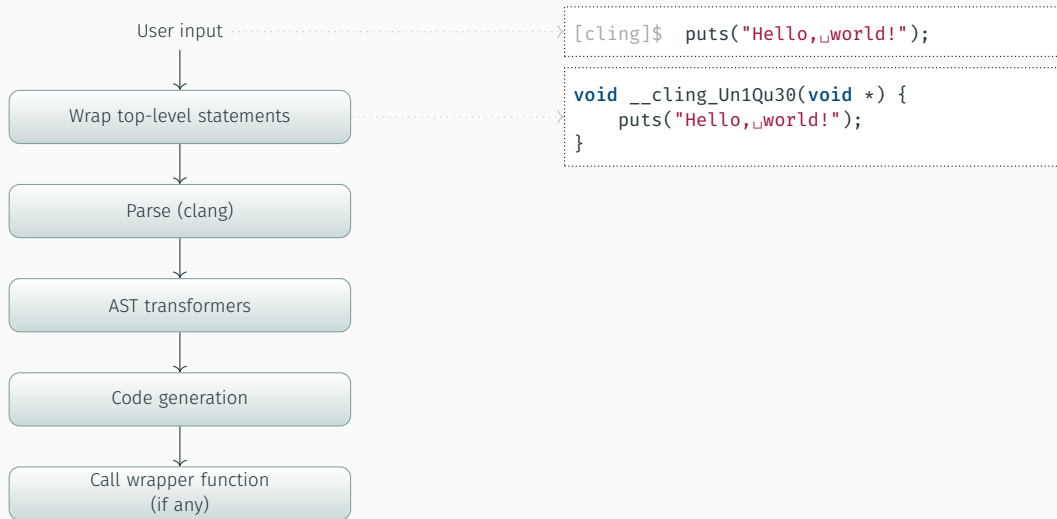 User input
[cling]$  puts("Hello,␣world!");
Wrap top-level statements
void __cling_Un1Qu30(void *) {
    puts("Hello,␣world!");
}
Parse (clang)
AST transformers
Code generation
Call wrapper function
(if any)